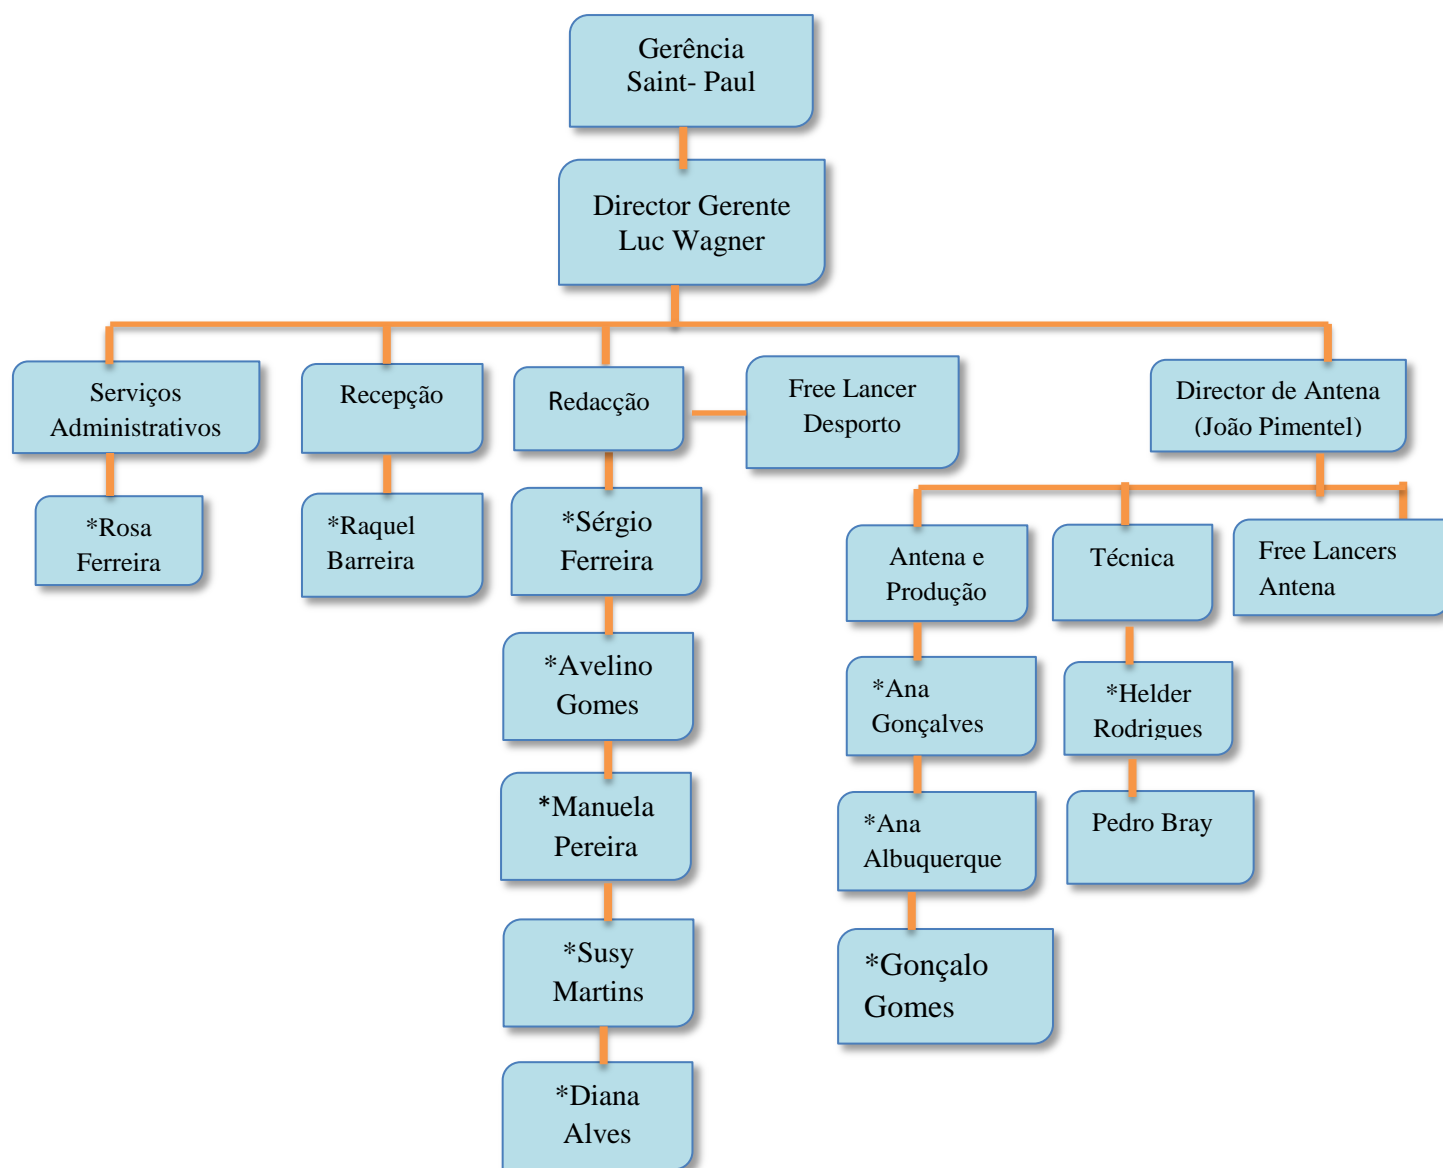 Gerência
Saint- Paul
Director Gerente
Luc Wagner
Serviços
Administrativos
Recepção
Redacção
Free Lancer
Desporto
Director de Antena
(João Pimentel)
*Rosa
Ferreira
*Raquel
Barreira
*Sérgio
Ferreira
Antena e
Produção
Técnica
Free Lancers
Antena
*Avelino
Gomes
*Ana
Gonçalves
*Helder
Rodrigues
*Manuela
Pereira
*Ana
Albuquerque
Pedro Bray
*Susy
Martins
*Gonçalo
Gomes
*Diana
Alves